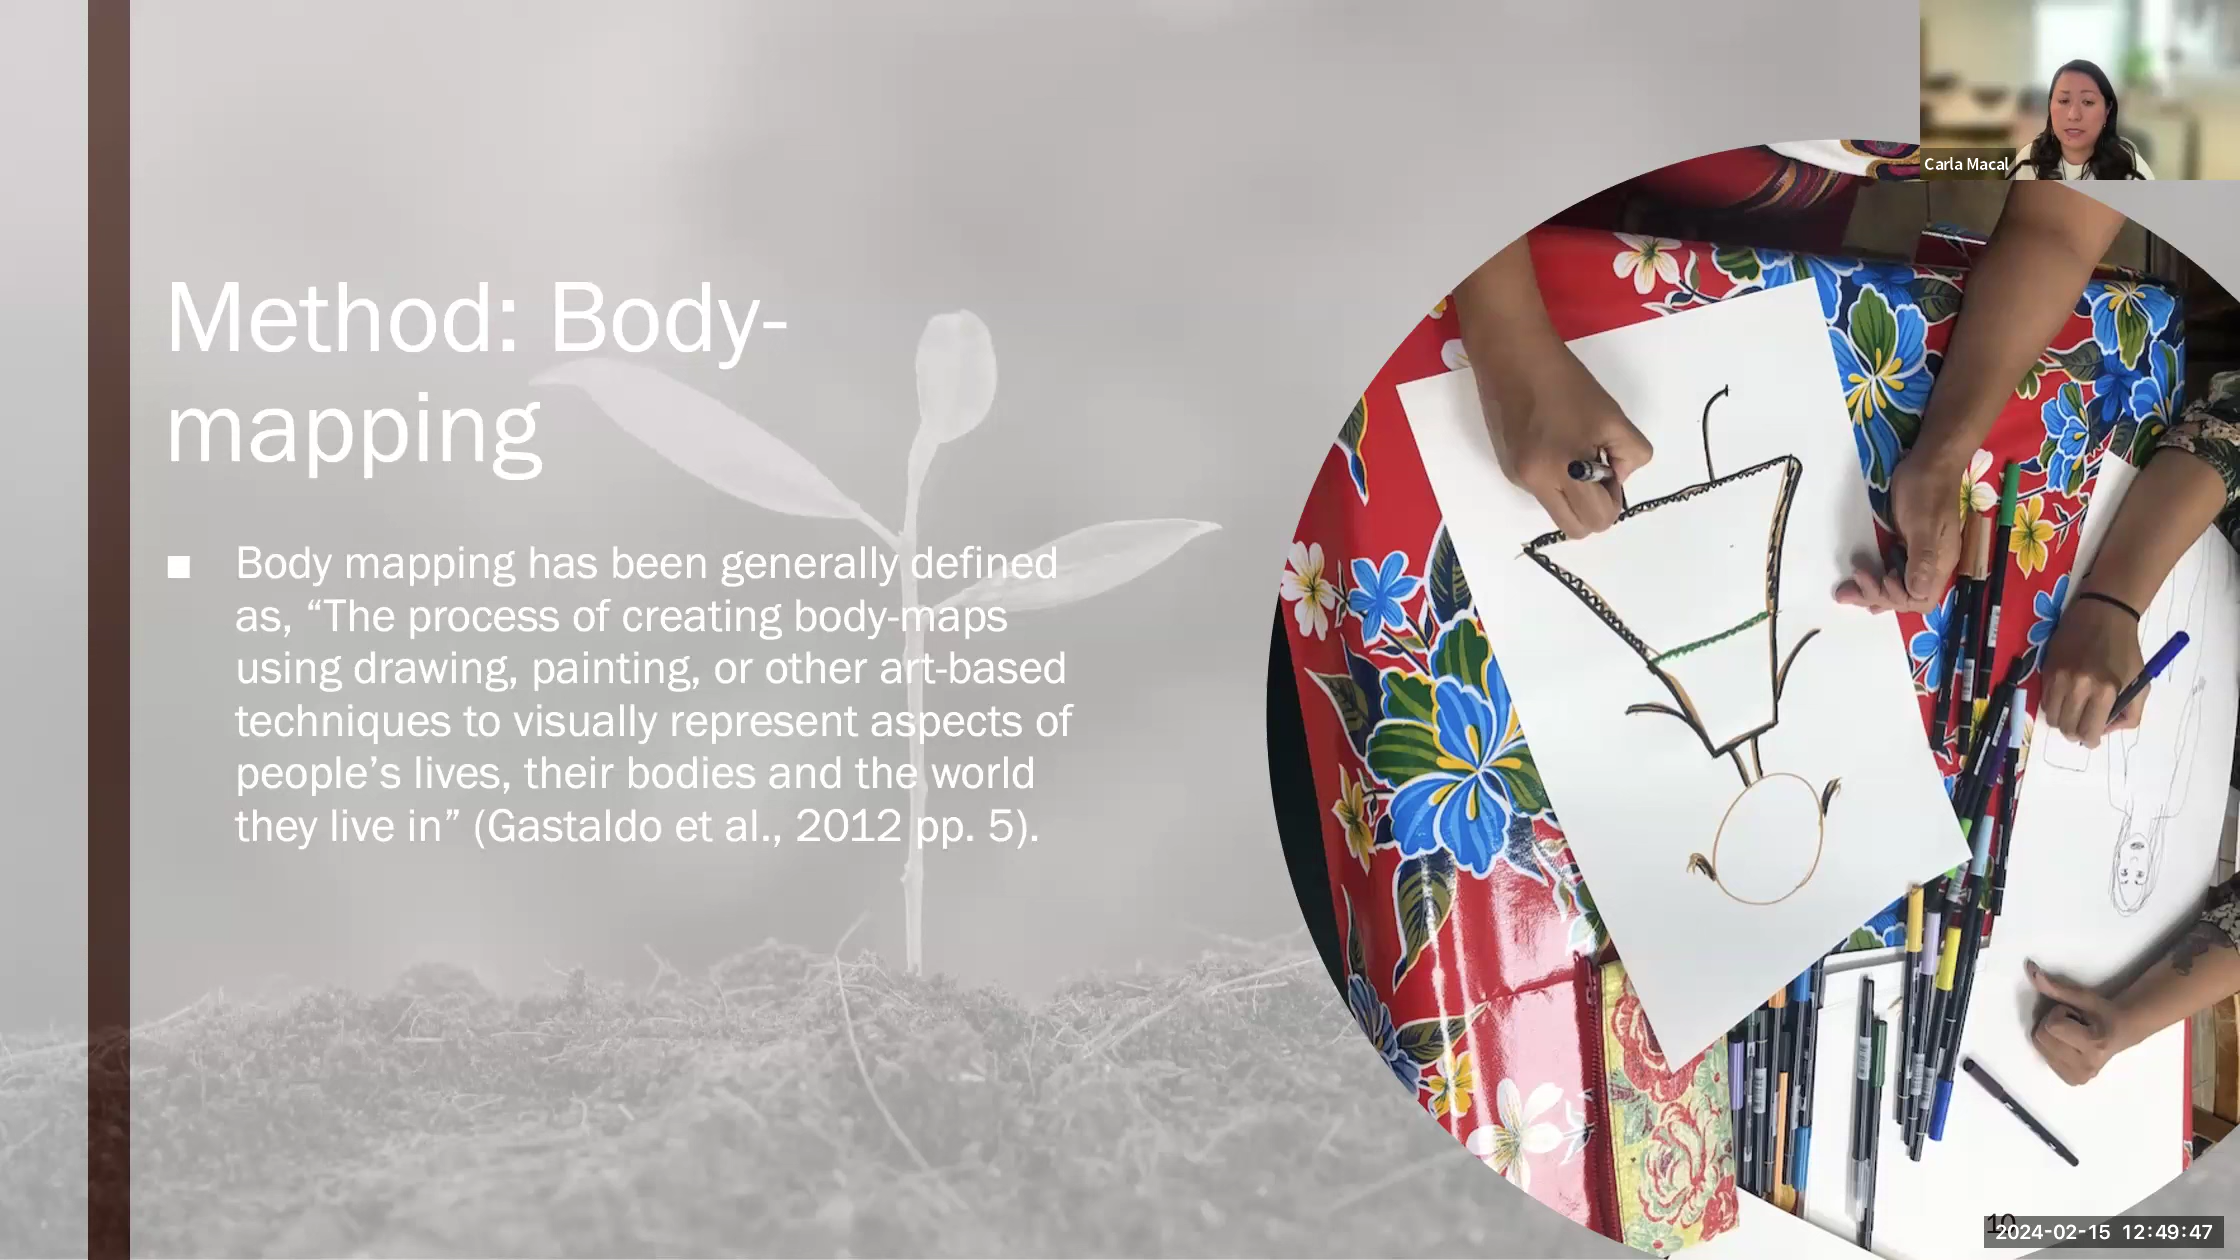 Carla Macal
Method: Body-
mapping
■ Body mapping has been generally defined
as, “The process of creating body-maps
using drawing, painting, or other art-based
techniques to visually represent aspects of
people’s lives, their bodies and the world
they live in” (Gastaldo et al., 2012 pp. 5).
10
2024-02-15 12:49:47